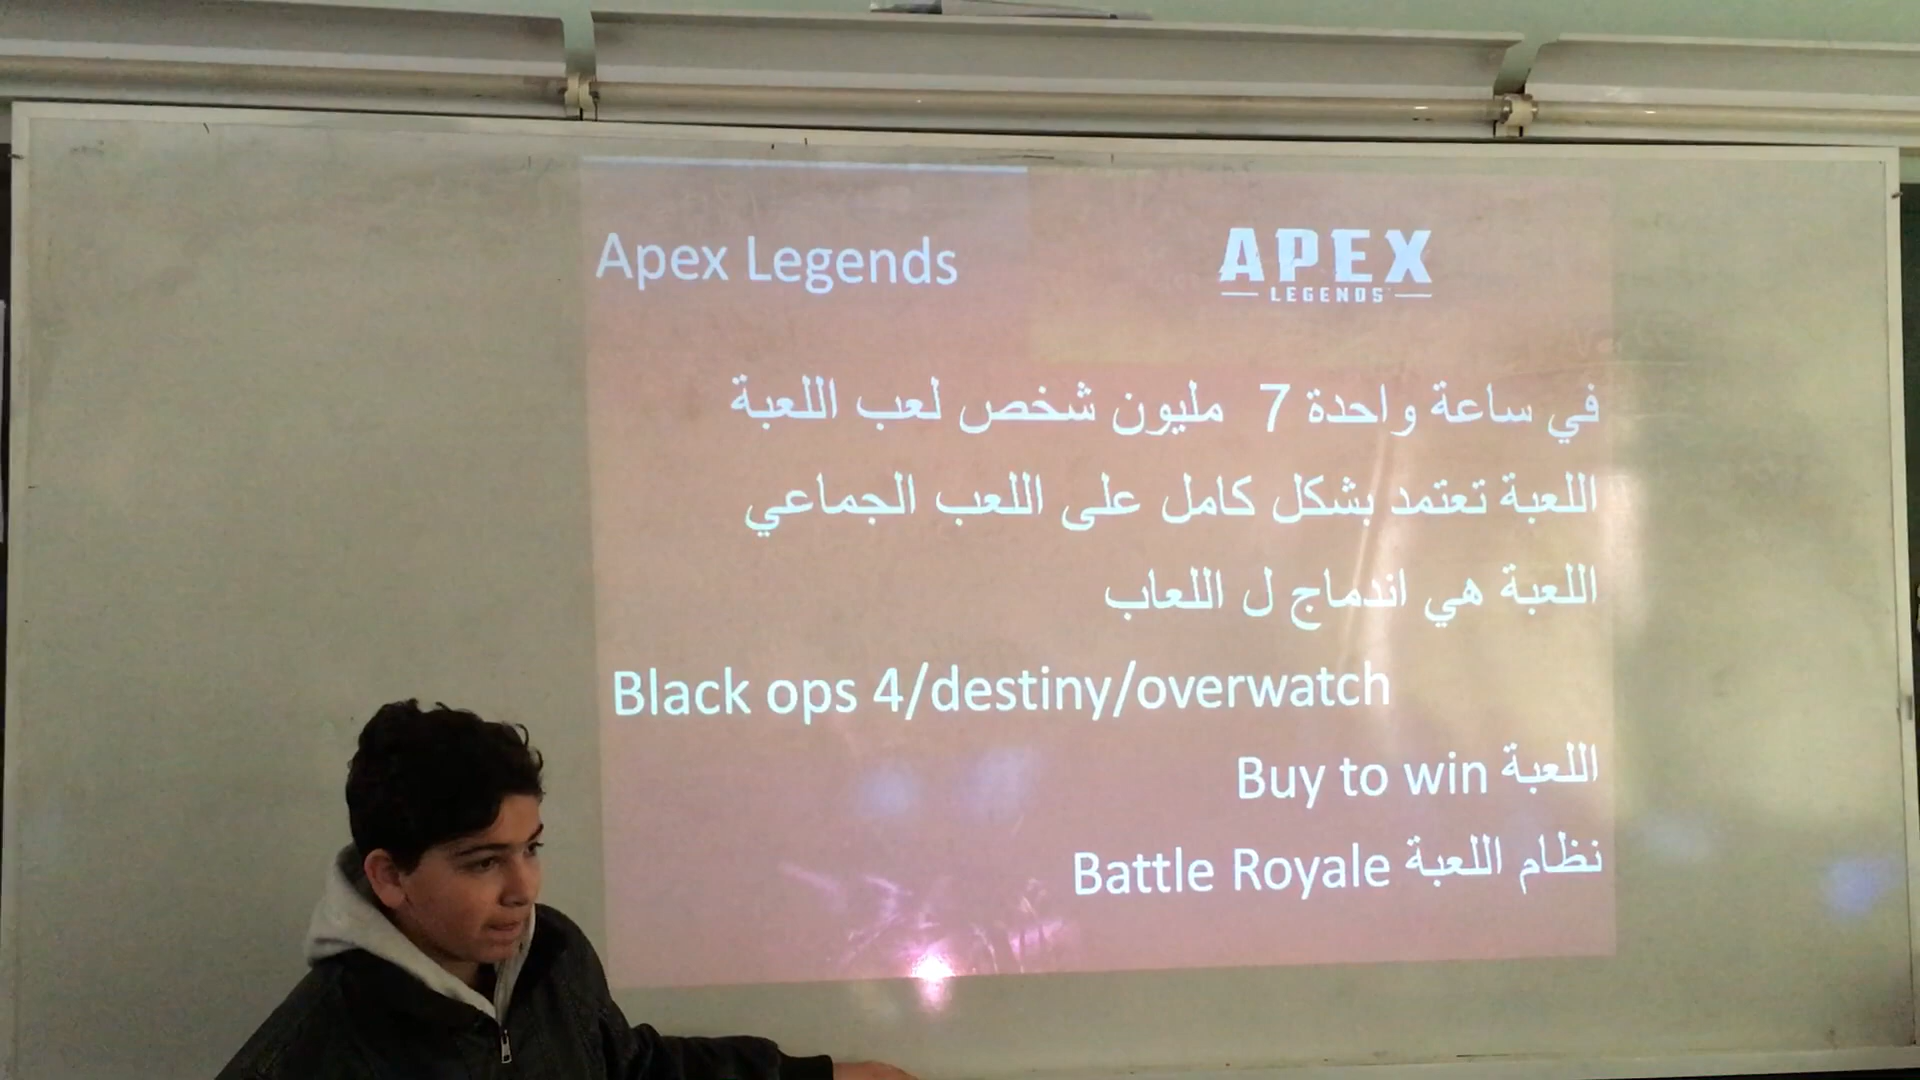 Apex Legends
APEX
LEGENDS
في ساعة واحدة 7 مليون شخص لعب اللعبة
اللعبة تعتمد بشكل كامل على اللعب الجماعي
اللعبة هي اندماج ل اللعاب
Black ops 4/destiny/overwatch
اللعبة Buy to win
نظام اللعبة Battle Royale